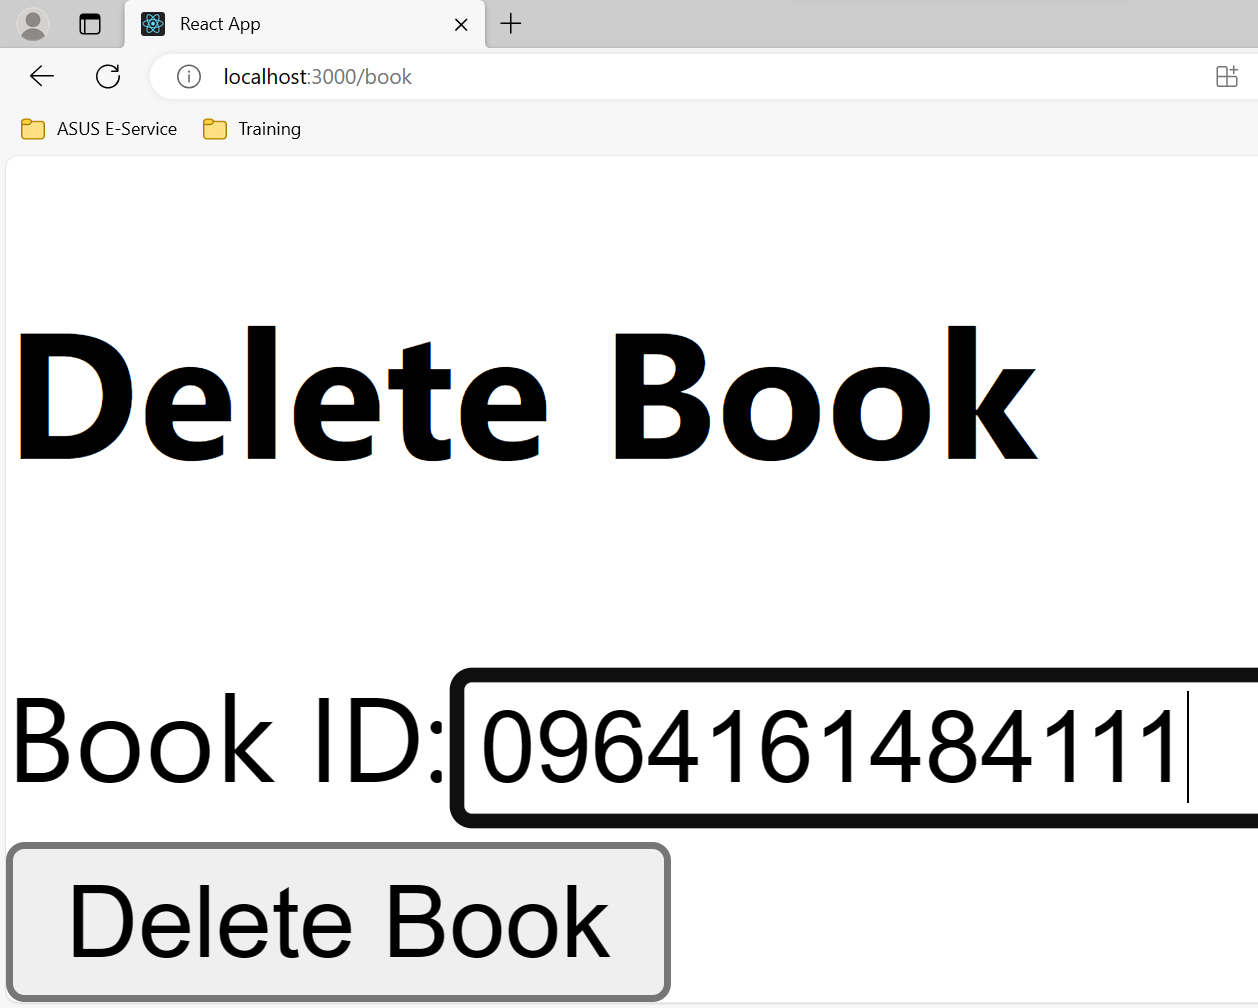 React App
localhost:3000/book
ASUS E-Service Training
Delete Book
Book ID: 0964161484111
Delete Book